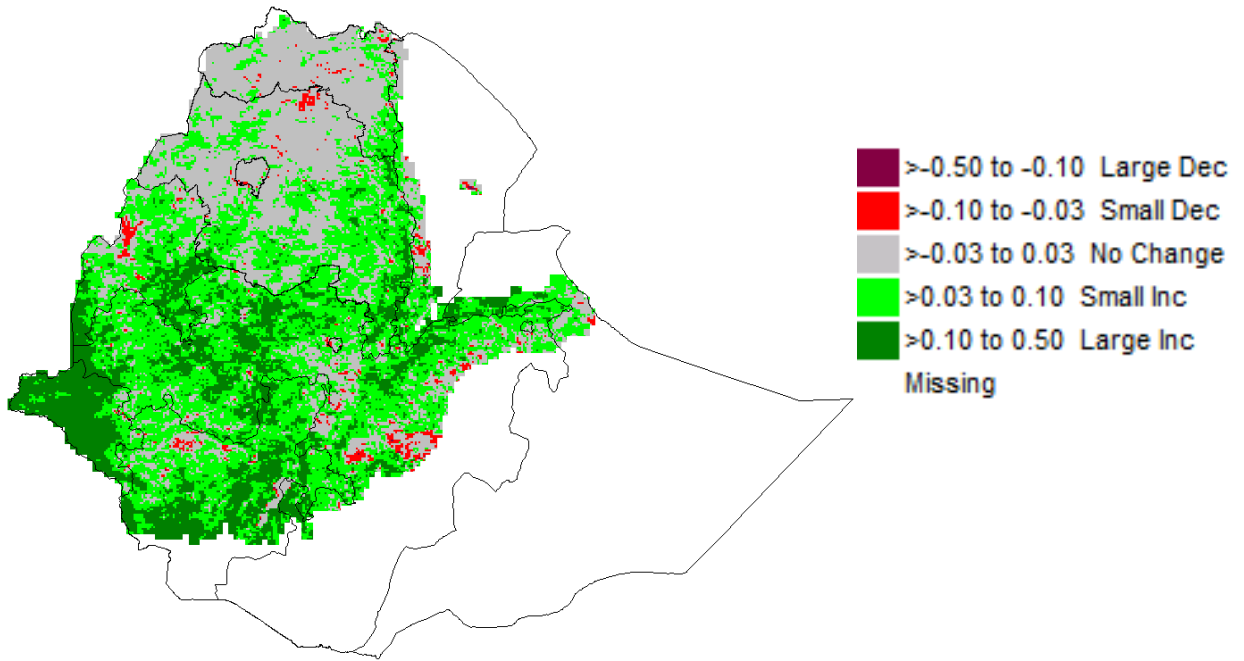 >-0.50 to -0.10 Large Dec
>-0.10 to -0.03 Small Dec
>-0.03 to 0.03 No Change
>0.03 to 0.10 Small Inc
>0.10 to 0.50 Large Inc
Missing